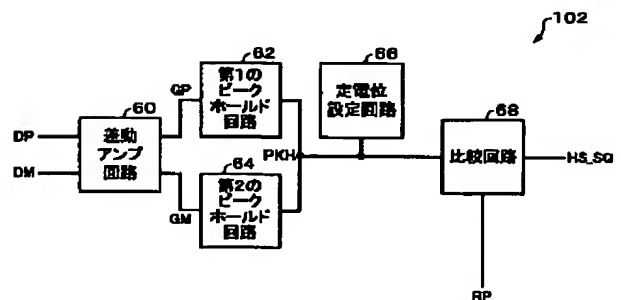 102
62
第1の
ピーク
ホールド
回路
66
定電位
設定回路
60
差動
アンプ
回路
GP
DP
DM
GM
64
第2の
ピーク
ホールド
回路
PKH
68
比較回路
HS_SQ
RP